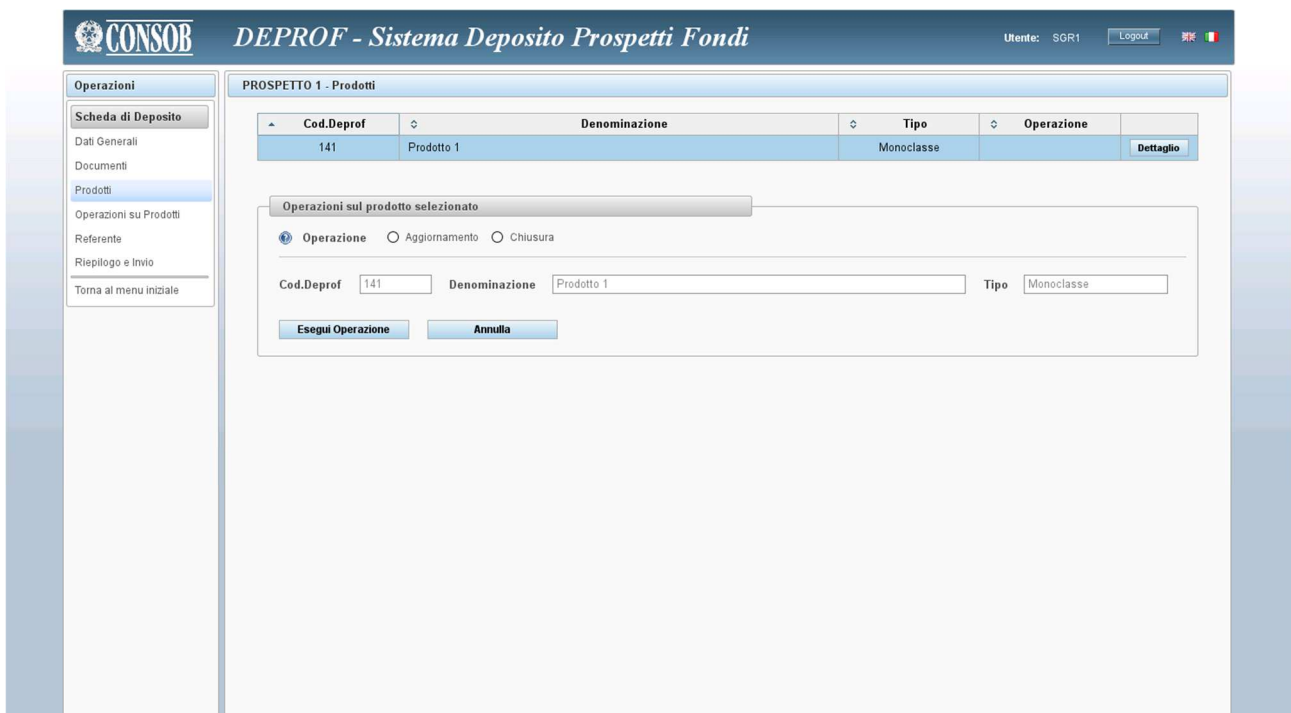 CONSOB
DEPROF - Sistema Deposito Prospetti Fondi
Utente: SGR1 Logout
Operazioni
Scheda di Deposito
Dati Generali
Documenti
Prodotti
Operazioni su Prodotti
Referente
Riepilogo e Invio
Torna al menu iniziale
PROSPETTO 1 - Prodotti
Cod.Deprof Denominazione Tipo Operazione
141 Prodotto 1 Monoclasse Dettaglio
Operazioni sul prodotto selezionato
Operazione Aggiornamento Chiusura
Cod.Deprof 141 Denominazione Prodotto 1 Tipo Monoclasse
Esegui Operazione Annulla